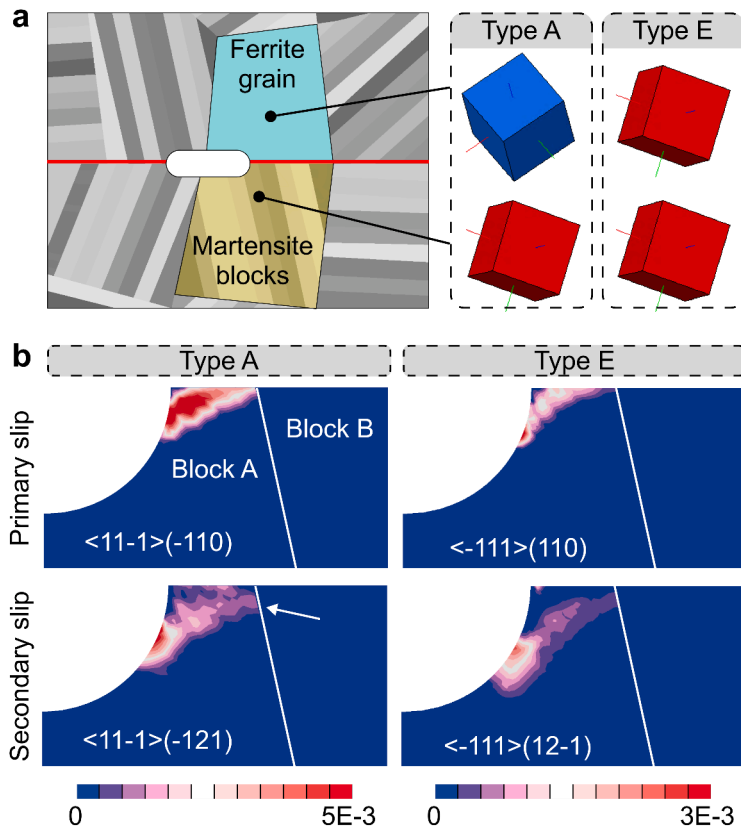 a
Ferrite
grain
Martensite
blocks
Type A
Type E
b
Type A
Type E
Primary slip
Block A
Block B
<11-1>(-110)
<-111>(110)
Secondary slip
<11-1>(-121)
<-111>(12-1)
0
5E-3
0
3E-3